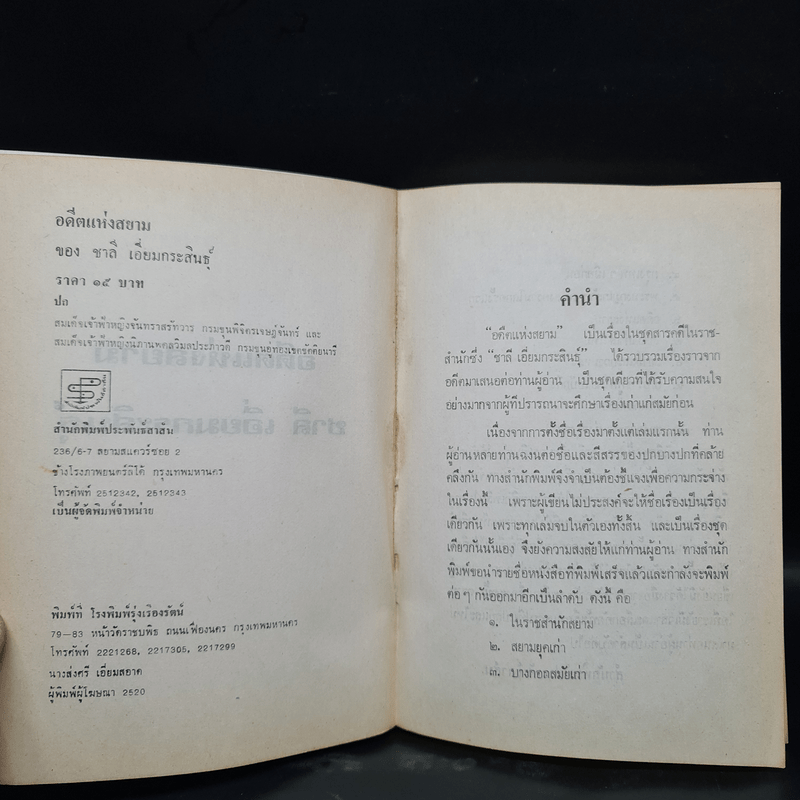 อดีตแห่งสยาม
ของ ชาลี เอี่ยมกระสินธุ์
ราคา ๑๕ บาท
ปก
สมเด็จเจ้าฟ้าหญิงจันทราสรัทวาร กรมขุนพิจิตรเจษฎ์จันทร์ และ
สมเด็จเจ้าฟ้าหญิงนิภานพดลวิมลประภาวดี กรมขุนอู่ทองเขตขัตติยนารี
สำนักพิมพ์ประพันธ์สาส์น
236/6-7 สยามสแควร์ซอย 2
ข้างโรงภาพยนตร์ลิโด้ กรุงเทพมหานคร
โทรศัพท์ 2512342, 2512343
เป็นผู้จัดพิมพ์จำหน่าย
พิมพ์ที่ โรงพิมพ์รุ่งเรืองรัตน์
79-83 หน้าวัดราชบพิธ ถนนเฟื่องนคร กรุงเทพมหานคร
โทรศัพท์ 2221268, 2217305, 2217299
นางส่งศรี เอี่ยมสอาด
ผู้พิมพ์ผู้โฆษณา 2520
คำนำ
"อดีตแห่งสยาม" เป็นเรื่องในชุดสารคดีในราช-
สำนักซึ่ง "ชาลี เอี่ยมกระสินธุ์" ได้รวบรวมเรื่องราวจาก
อดีตมาเสนอต่อท่านผู้อ่าน เป็นชุดเดียวที่ได้รับความสนใจ
อย่างมากจากผู้ที่ปรารถนาจะศึกษาเรื่องเก่าแก่สมัยก่อน
เนื่องจากการตั้งชื่อเรื่องมาตั้งแต่เล่มแรกนั้น ท่าน
ผู้อ่านหลายท่านฉงนต่อชื่อและสีสรรของปกบางปกที่คล้าย
คลึงกัน ทางสำนักพิมพ์จึงจำเป็นต้องชี้แจงเพื่อความกระจ่าง
ในเรื่องนี้ เพราะผู้เขียนไม่ประสงค์จะให้ชื่อเรื่องเป็นเรื่อง
เดียวกัน เพราะทุกเล่มจบในตัวเองทั้งสิ้น และเป็นเรื่องชุด
เดียวกันนั้นเอง จึงยังความสงสัยให้แก่ท่านผู้อ่าน ทางสำนัก
พิมพ์ขอนำรายชื่อหนังสือที่พิมพ์เสร็จแล้วและกำลังจะพิมพ์
ต่อๆ กันออกมาอีกเป็นลำดับ ดังนี้ คือ
๑. ในราชสำนักสยาม
๒. สยามยุคเก่า
๓. บางกอกสมัยเก่า